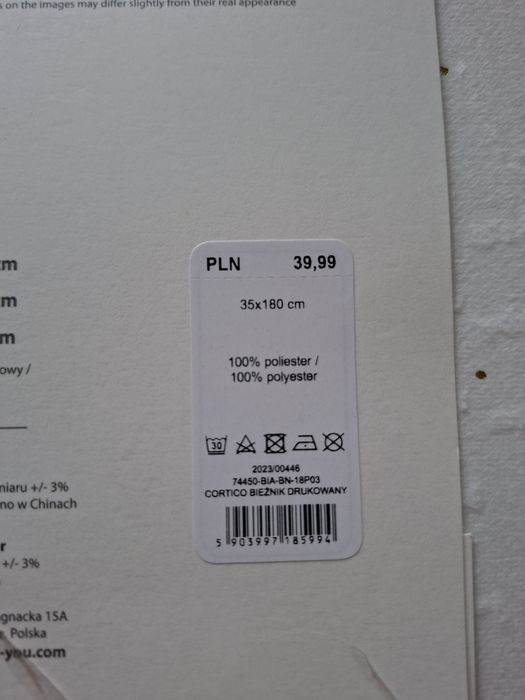 on the images may differ slightly from their real appearance
PLN 39,99
35x180 cm
100% poliester /
100% polyester
30
2023/00446
74450-BIA-BN-18P03
CORTICO BIEŻNIK DRUKOWANY
5 903997 185994
m
m
m
owy /
miaru +/- 3%
no w Chinach
r
+/- 3%
gnacka 15A
Polska
-you.com